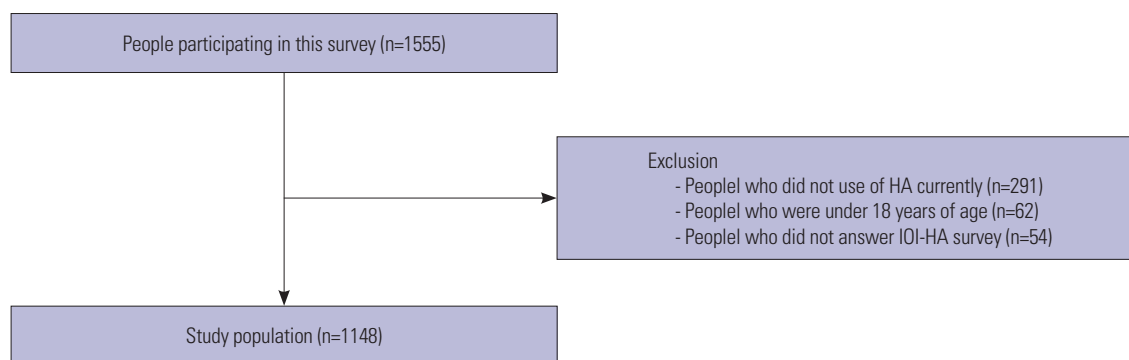 People participating in this survey (n=1555)
Exclusion
- Peoplel who did not use of HA currently (n=291)
- Peoplel who were under 18 years of age (n=62)
- Peoplel who did not answer IOI-HA survey (n=54)
Study population (n=1148)